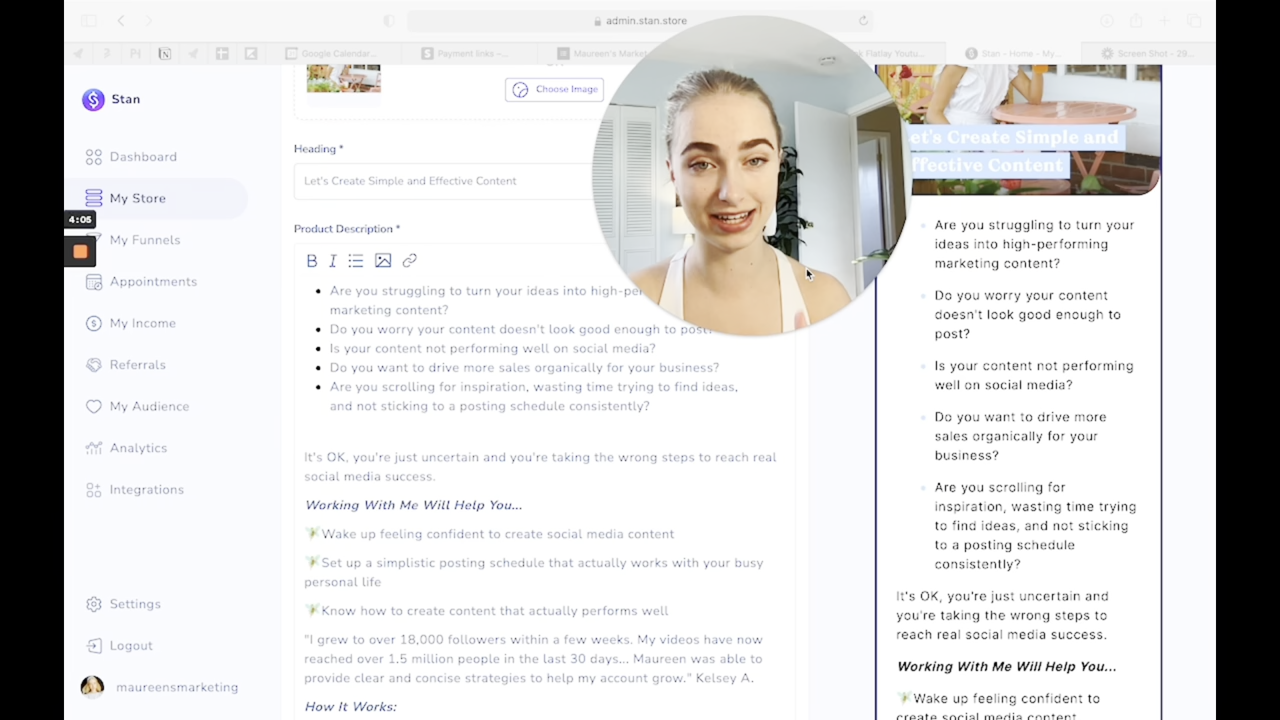 admin.stan.store
Google Calendar...
Payment links –...
Maureen's Market
Flatlay Youtu...
Stan - Home - My...
Screen Shot - 29...
Stan
Dashboard
My Store
4:05
My Funnels
Appointments
My Income
Referrals
My Audience
Analytics
Integrations
Settings
Logout
maureensmarketing
Choose Image
Heading *
Let's Create Simple and Effective Content
Product Description *
B I
Are you struggling to turn your ideas into high-per
marketing content?
Do you worry your content doesn't look good enough to post?
Is your content not performing well on social media?
Do you want to drive more sales organically for your business?
Are you scrolling for inspiration, wasting time trying to find ideas,
and not sticking to a posting schedule consistently?
It's OK, you're just uncertain and you're taking the wrong steps to reach real
social media success.
Working With Me Will Help You...
Wake up feeling confident to create social media content
Set up a simplistic posting schedule that actually works with your busy
personal life
Know how to create content that actually performs well
"I grew to over 18,000 followers within a few weeks. My videos have now
reached over 1.5 million people in the last 30 days... Maureen was able to
provide clear and concise strategies to help my account grow." Kelsey A.
How It Works:
et's Create Simple and
ffective Content
Are you struggling to turn your
ideas into high-performing
marketing content?
Do you worry your content
doesn't look good enough to
post?
Is your content not performing
well on social media?
Do you want to drive more
sales organically for your
business?
Are you scrolling for
inspiration, wasting time trying
to find ideas, and not sticking
to a posting schedule
consistently?
It's OK, you're just uncertain and
you're taking the wrong steps to
reach real social media success.
Working With Me Will Help You...
Wake up feeling confident to
create social media content